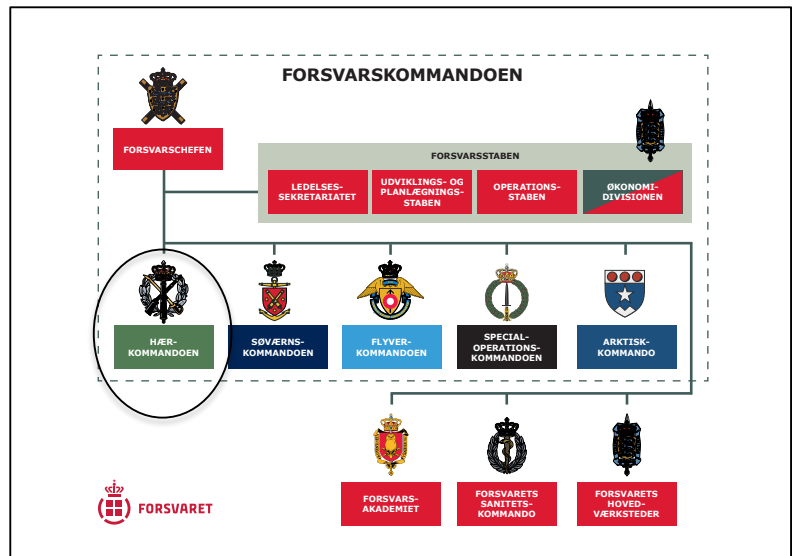 FORSVARSKOMMANDOEN
FORSVARSCHEFEN
FORSVARSSTABEN
LEDELSES-
SEKRETARIATET
UDVIKLINGS- OG
PLANLÆGNINGS-
STABEN
OPERATIONS-
STABEN
ØKONOMI-
DIVISIONEN
HÆR-
KOMMANDOEN
SØVÆRNS-
KOMMANDOEN
FLYVER-
KOMMANDOEN
SPECIAL-
OPERATIONS-
KOMMANDOEN
ARKTISK-
KOMMANDO
FORSVARS-
AKADEMIET
FORSVARETS
SANITETS-
KOMMANDO
FORSVARETS
HOVED-
VÆRKSTEDER
FORSVARET